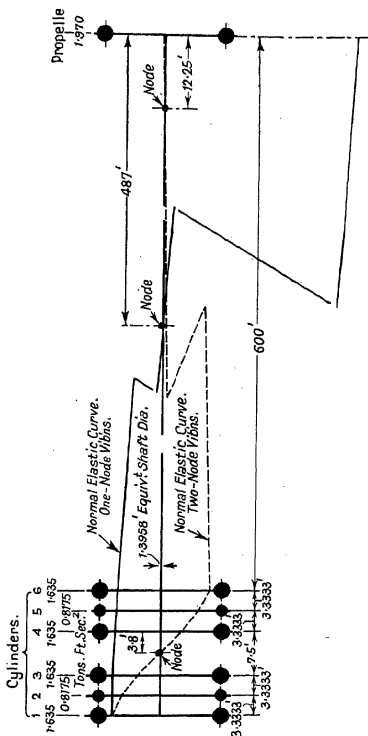 Propelle
1·970
12·25'
Node
487'
Node
600'
Normal Elastic Curve.
One-Node Vibns.
1·3958' Equivt. Shaft Dia.
Normal Elastic Curve.
Two-Node Vibns.
Cylinders.
1 2 3 4 5 6
1·635 0·8175 1·635 1·635 0·8175 1·635
Tons. Ft. Sec.²
3·8'
Node
3·3333' 3·3333' 7·5' 3·3333' 3·3333'